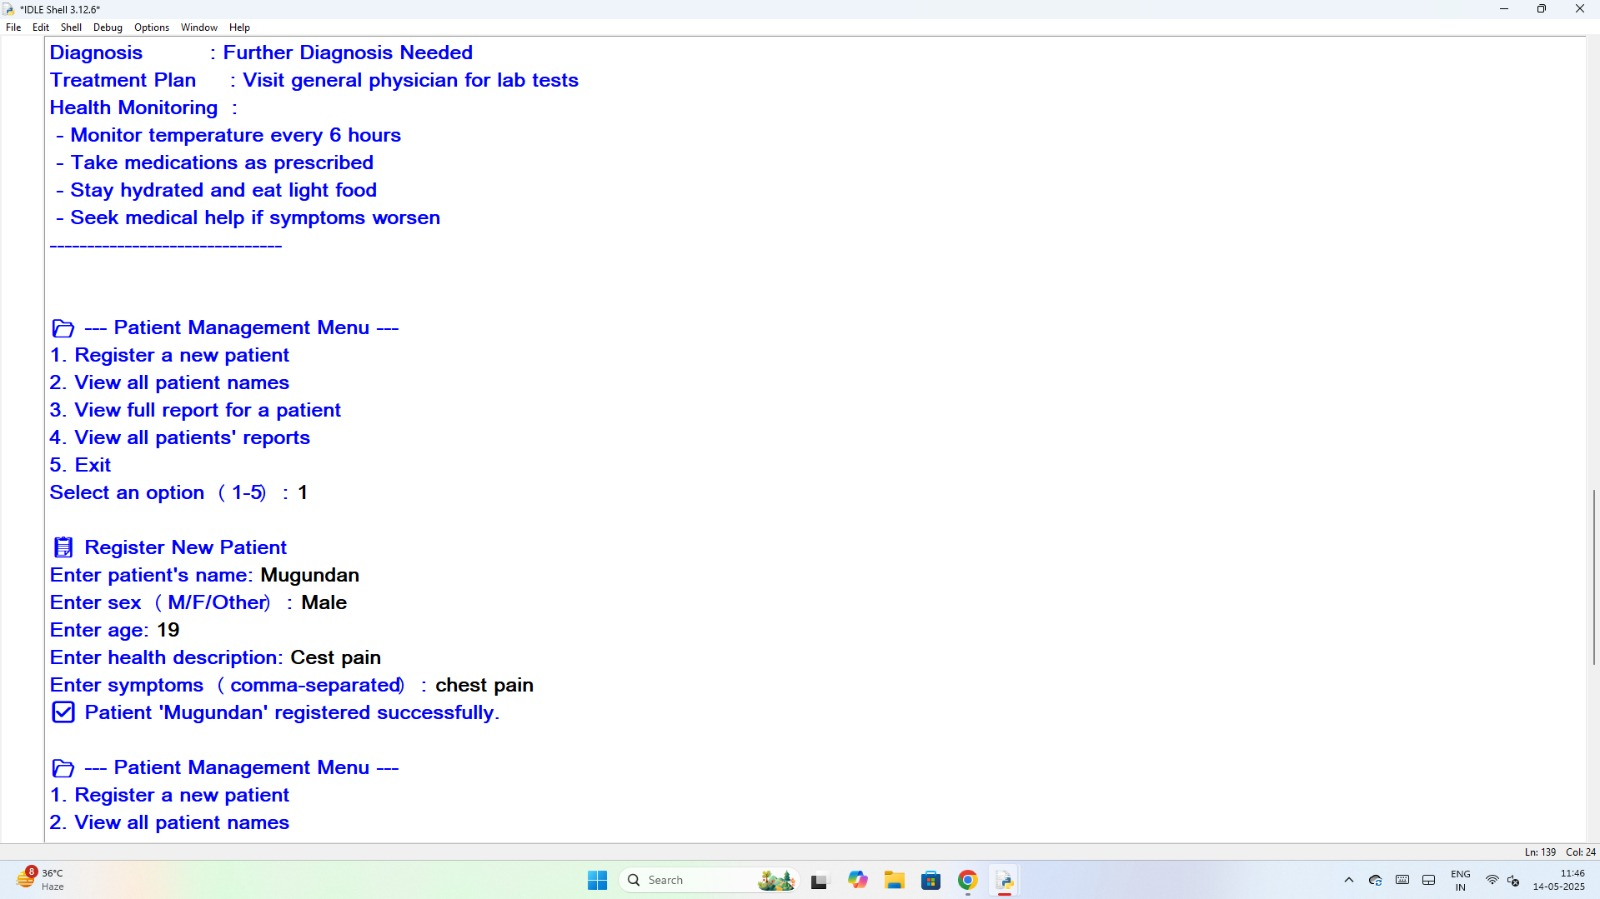 *IDLE Shell 3.12.6*
File Edit Shell Debug Options Window Help
Diagnosis : Further Diagnosis Needed
Treatment Plan : Visit general physician for lab tests
Health Monitoring :
- Monitor temperature every 6 hours
- Take medications as prescribed
- Stay hydrated and eat light food
- Seek medical help if symptoms worsen
-------------------------------
--- Patient Management Menu ---
1. Register a new patient
2. View all patient names
3. View full report for a patient
4. View all patients' reports
5. Exit
Select an option (1-5) : 1
Register New Patient
Enter patient's name: Mugundan
Enter sex (M/F/Other) : Male
Enter age: 19
Enter health description: Cest pain
Enter symptoms (comma-separated) : chest pain
Patient 'Mugundan' registered successfully.
--- Patient Management Menu ---
1. Register a new patient
2. View all patient names
Ln: 139 Col: 24
8
36°C
Haze
Search
ENG
IN
11:46
14-05-2025